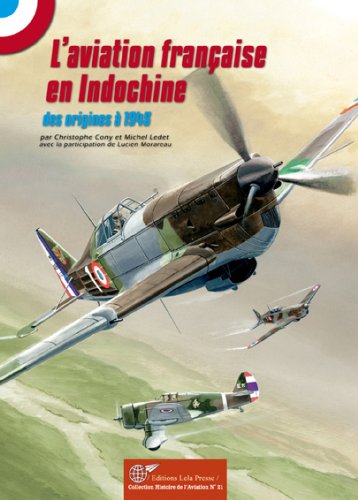 L'aviation française
en Indochine
des origines à 1945
par Christophe Cony et Michel Ledet
avec la participation de Lucien Morareau
/ Editions Lela Presse /
Collection Histoire de l'Aviation N° 21